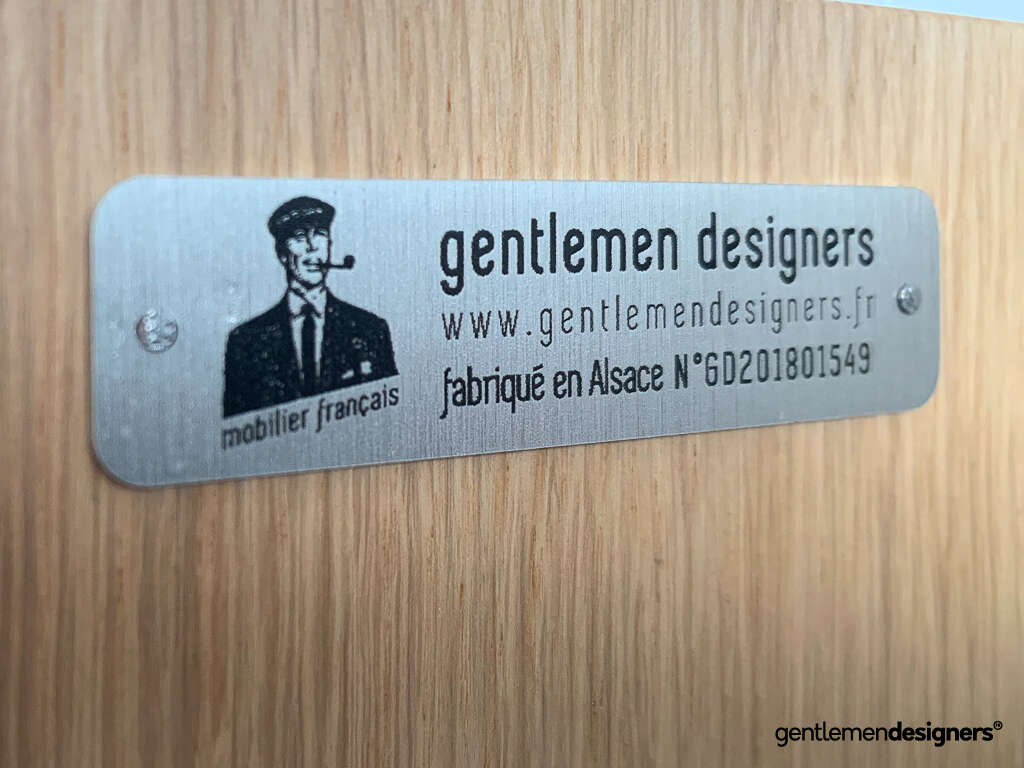 gentlemen designers
www.gentlemendesigners.fr
fabriqué en Alsace N°GD201801549
mobilier français
gentlemendesigners®